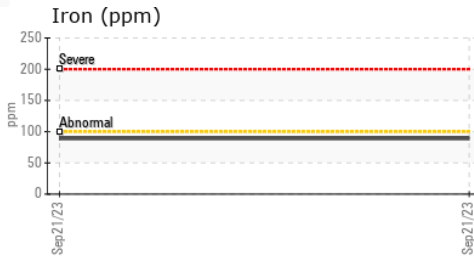 Iron (ppm)
250
Severe
200
150
ppm
Abnormal
100
50
0
Sep21/23
Sep21/23